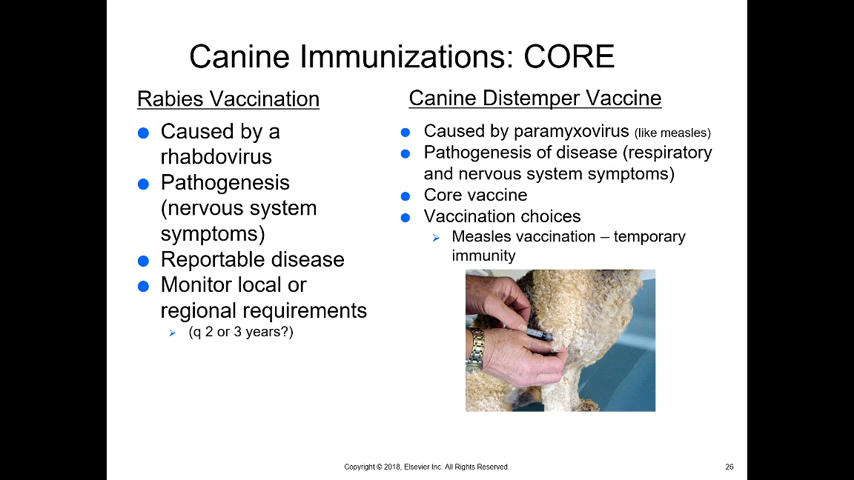 Canine Immunizations: CORE
Rabies Vaccination
Caused by a
rhabdovirus
Pathogenesis
(nervous system
symptoms)
Reportable disease
Monitor local or
regional requirements
(q 2 or 3 years?)
Canine Distemper Vaccine
Caused by paramyxovirus (like measles)
Pathogenesis of disease (respiratory
and nervous system symptoms)
Core vaccine
Vaccination choices
Measles vaccination – temporary
immunity
Copyright © 2018, Elsevier Inc. All Rights Reserved.
26